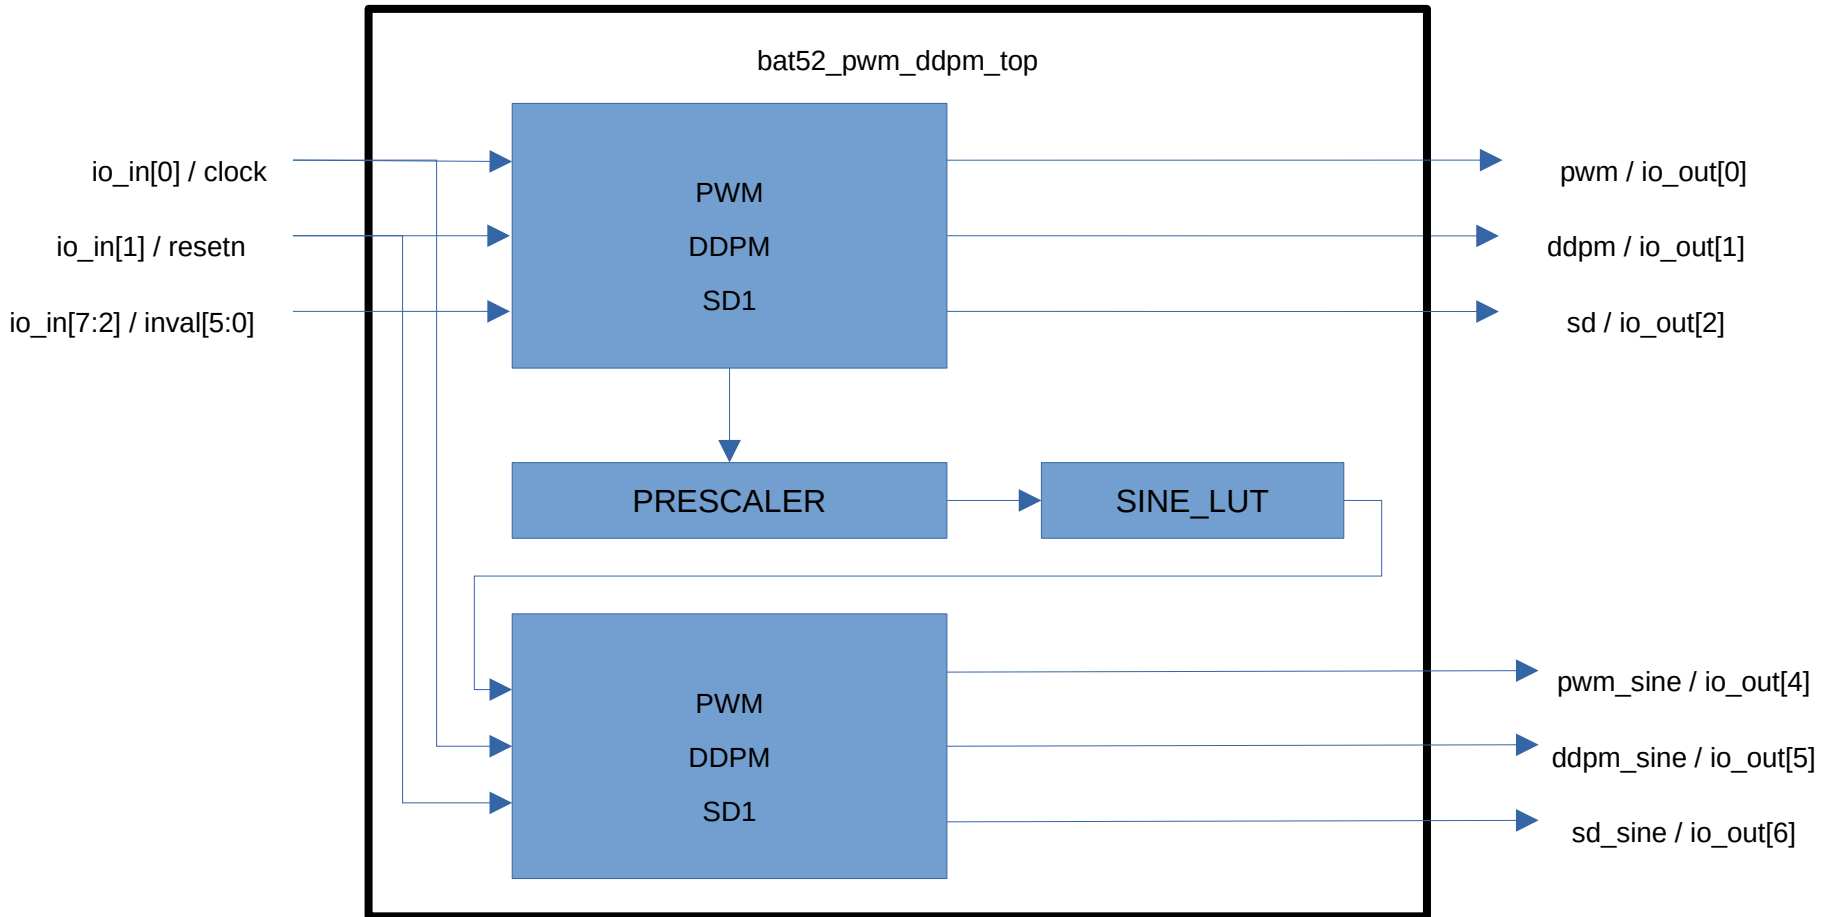 bat52_pwm_ddpm_top
io_in[0] / clock
io_in[1] / resetn
io_in[7:2] / inval[5:0]
PWM
DDPM
SD1
pwm / io_out[0]
ddpm / io_out[1]
sd / io_out[2]
PRESCALER
SINE_LUT
PWM
DDPM
SD1
pwm_sine / io_out[4]
ddpm_sine / io_out[5]
sd_sine / io_out[6]